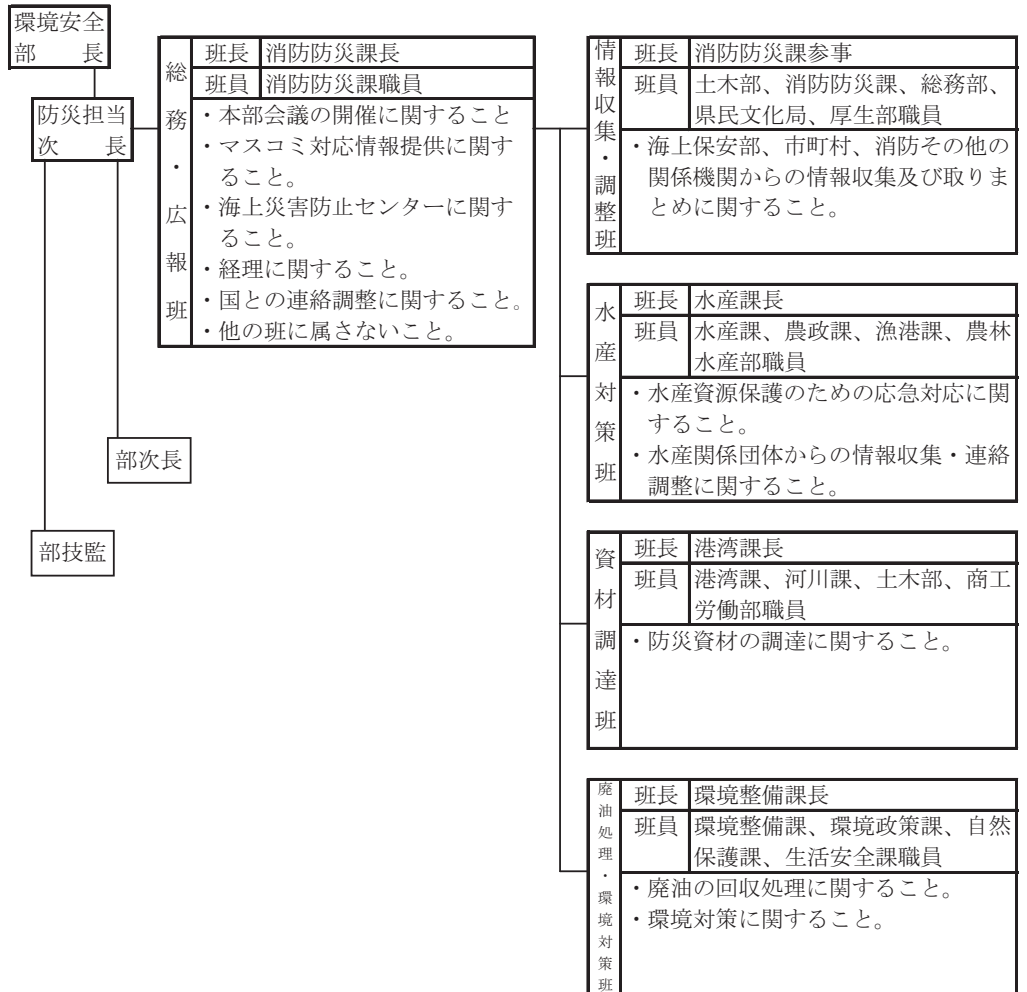 環境安全
部　　長
防災担当
次　　長
部次長
部技監
総務・広報班
班長 消防防災課長
班員 消防防災課職員
・本部会議の開催に関すること
・マスコミ対応情報提供に関す
ること。
・海上災害防止センターに関す
ること。
・経理に関すること。
・国との連絡調整に関すること。
・他の班に属さないこと。
情報収集・調整班
班長 消防防災課参事
班員 土木部、消防防災課、総務部、
県民文化局、厚生部職員
・海上保安部、市町村、消防その他の
関係機関からの情報収集及び取りま
とめに関すること。
水産対策班
班長 水産課長
班員 水産課、農政課、漁港課、農林
水産部職員
・水産資源保護のための応急対応に関
すること。
・水産関係団体からの情報収集・連絡
調整に関すること。
資材調達班
班長 港湾課長
班員 港湾課、河川課、土木部、商工
労働部職員
・防災資材の調達に関すること。
廃油処理・環境対策班
班長 環境整備課長
班員 環境整備課、環境政策課、自然
保護課、生活安全課職員
・廃油の回収処理に関すること。
・環境対策に関すること。